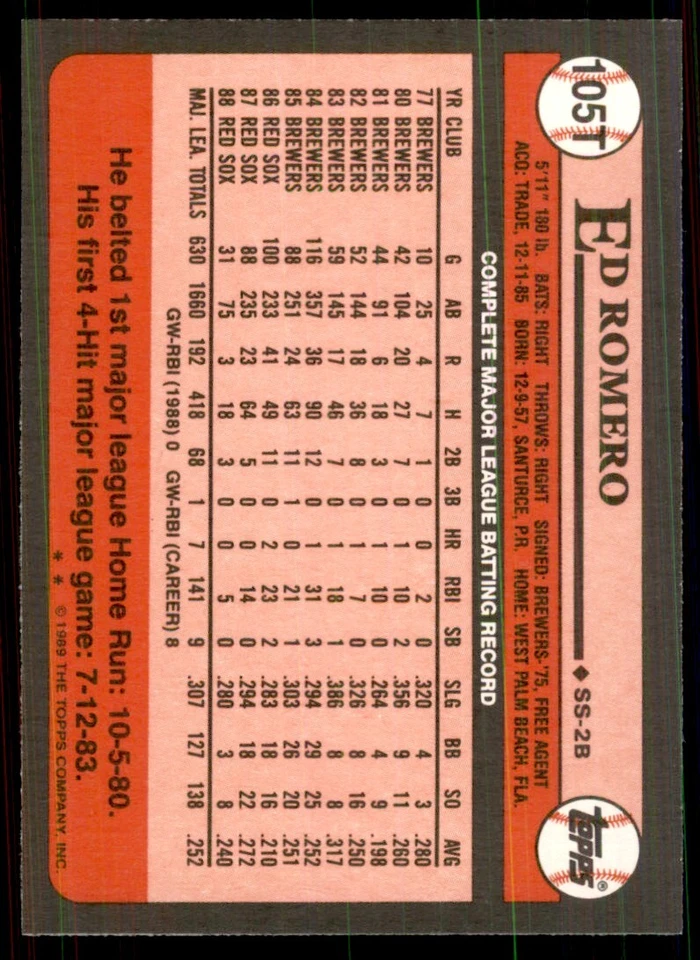 105T
ED ROMERO ♦ SS-2B
topps®
5'11" 180 lb. BATS: RIGHT THROWS: RIGHT SIGNED: BREWERS-'75, FREE AGENT
ACQ: TRADE, 12-11-85 BORN: 12-9-57, SANTURCE, P.R. HOME: WEST PALM BEACH, FLA.
COMPLETE MAJOR LEAGUE BATTING RECORD
YR CLUB G AB R H 2B 3B HR RBI SB SLG BB SO AVG
77 BREWERS 10 25 4 7 1 0 0 2 0 .320 4 3 .280
80 BREWERS 42 104 20 27 7 0 1 10 2 .356 9 11 .260
81 BREWERS 44 91 6 18 3 0 1 10 0 .264 4 9 .198
82 BREWERS 52 144 18 36 8 0 1 7 0 .326 8 16 .250
83 BREWERS 59 145 17 46 7 0 1 18 1 .386 8 8 .317
84 BREWERS 116 357 36 90 12 0 1 31 3 .294 29 25 .252
85 BREWERS 88 251 24 63 11 1 0 21 1 .303 26 20 .251
86 RED SOX 100 233 41 49 11 0 2 23 2 .283 18 16 .210
87 RED SOX 88 235 23 64 5 0 0 14 0 .294 18 22 .272
88 RED SOX 31 75 3 18 3 0 0 5 0 .280 3 8 .240
MAJ. LEA. TOTALS 630 1660 192 418 68 1 7 141 9 .307 127 138 .252
GW-RBI (1988) 0 GW-RBI (CAREER) 8
He belted 1st major league Home Run: 10-5-80.
His first 4-Hit major league game: 7-12-83.
* * © 1989 THE TOPPS COMPANY, INC.